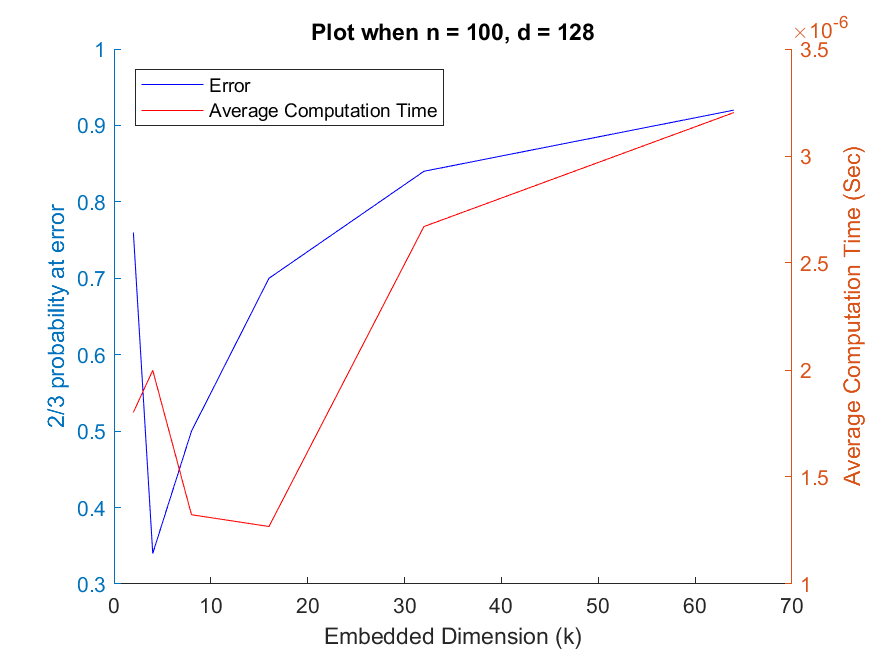 Plot when n = 100, d = 128
×10-6
Error
Average Computation Time
1
0.9
0.8
0.7
0.6
0.5
0.4
0.3
2/3 probability at error
3.5
3
2.5
2
1.5
1
Average Computation Time (Sec)
0 10 20 30 40 50 60 70
Embedded Dimension (k)